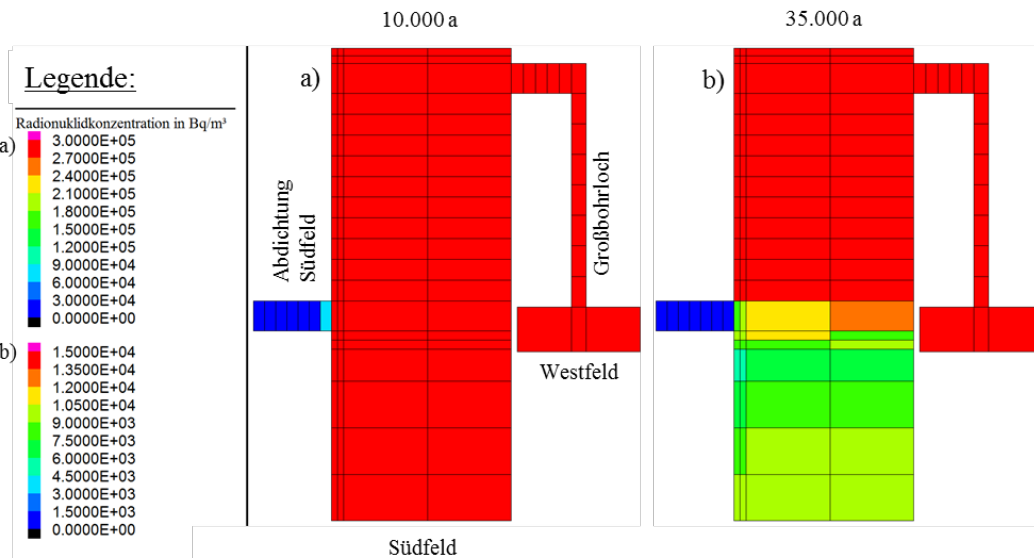 10.000 a
35.000 a
Legende:
Radionuklidkonzentration in Bq/m³
a)
3.0000E+05
2.7000E+05
2.4000E+05
2.1000E+05
1.8000E+05
1.5000E+05
1.2000E+05
9.0000E+04
6.0000E+04
3.0000E+04
0.0000E+00
b)
1.5000E+04
1.3500E+04
1.2000E+04
1.0500E+04
9.0000E+03
7.5000E+03
6.0000E+03
4.5000E+03
3.0000E+03
1.5000E+03
0.0000E+00
a)
Abdichtung
Südfeld
Großbohrloch
Westfeld
Südfeld
b)